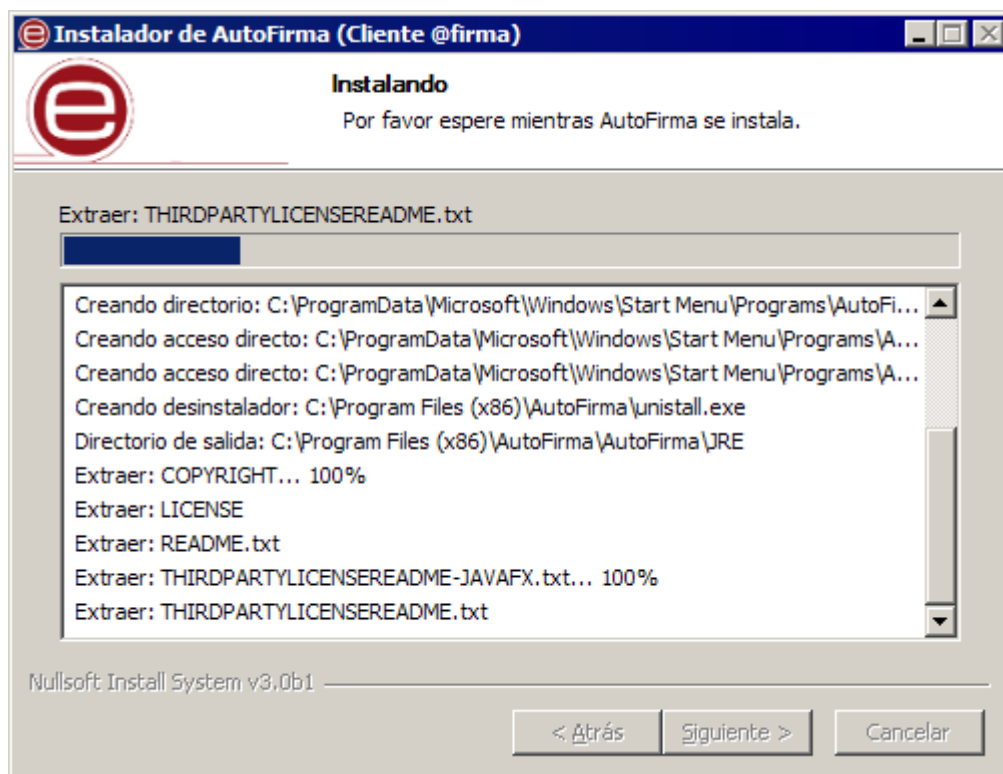 Instalador de AutoFirma (Cliente @firma)
Instalando
Por favor espere mientras AutoFirma se instala.
Extraer: THIRDPARTYLICENSEREADME.txt
Creando directorio: C:\ProgramData\Microsoft\Windows\Start Menu\Programs\AutoFi...
Creando acceso directo: C:\ProgramData\Microsoft\Windows\Start Menu\Programs\A...
Creando acceso directo: C:\ProgramData\Microsoft\Windows\Start Menu\Programs\A...
Creando desinstalador: C:\Program Files (x86)\AutoFirma\unistall.exe
Directorio de salida: C:\Program Files (x86)\AutoFirma\AutoFirma\JRE
Extraer: COPYRIGHT... 100%
Extraer: LICENSE
Extraer: README.txt
Extraer: THIRDPARTYLICENSEREADME-JAVAFX.txt... 100%
Extraer: THIRDPARTYLICENSEREADME.txt
Nullsoft Install System v3.0b1
< Atrás Siguiente > Cancelar